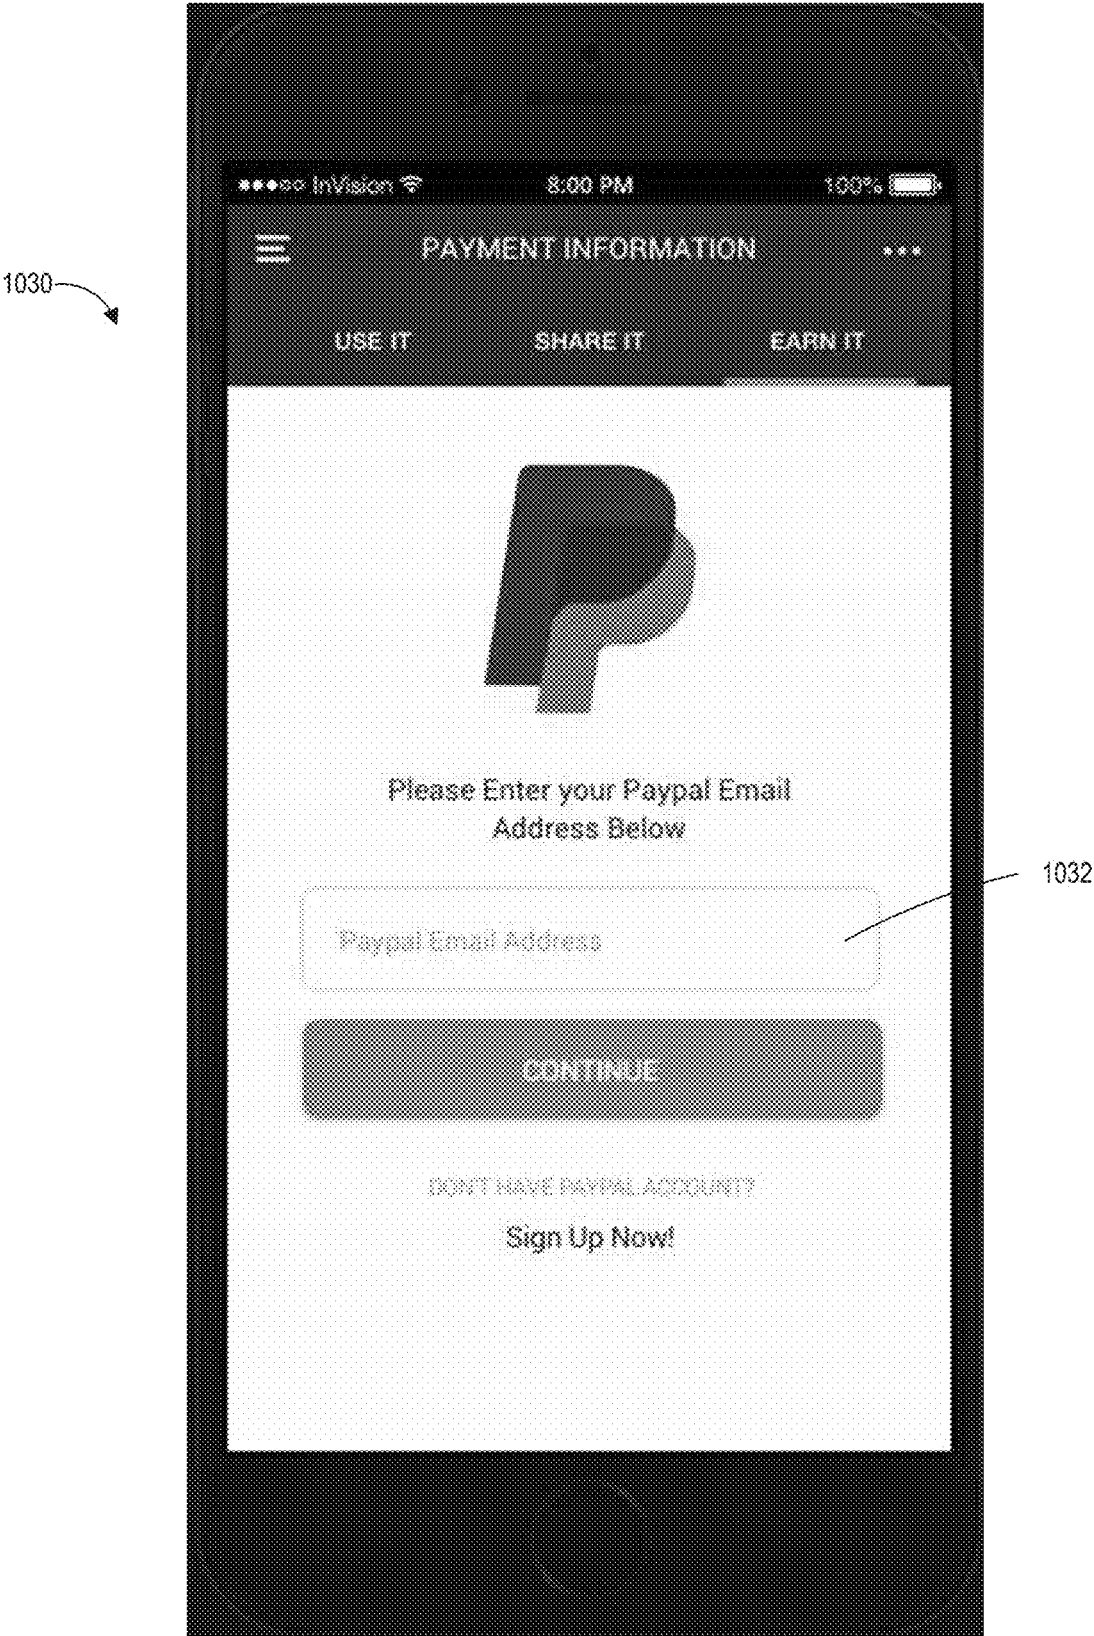 InVision 8:00 PM 100%
PAYMENT INFORMATION
1030
USE IT SHARE IT EARN IT
Please Enter your Paypal Email
Address Below
1032
Paypal Email Address
CONTINUE
DON'T HAVE PAYPAL ACCOUNT?
Sign Up Now!